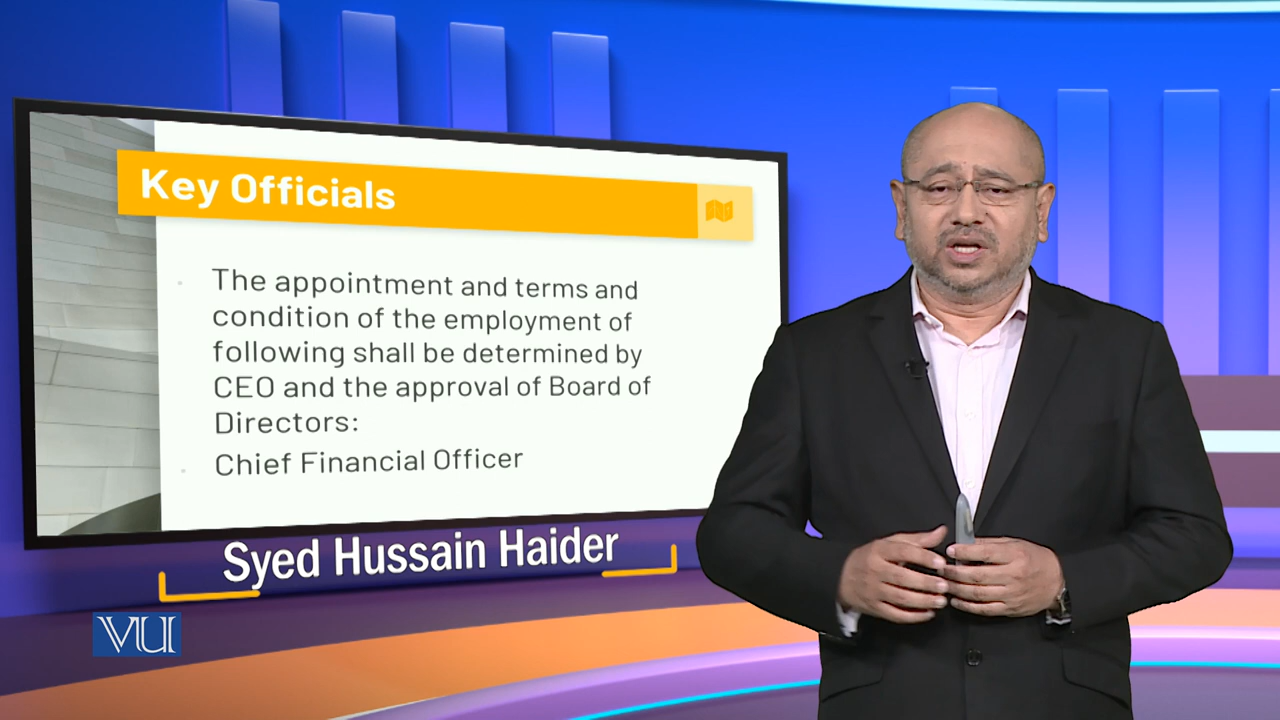 Key Officials
The appointment and terms and
condition of the employment of
following shall be determined by
CEO and the approval of Board of
Directors:
Chief Financial Officer
Syed Hussain Haider
VU